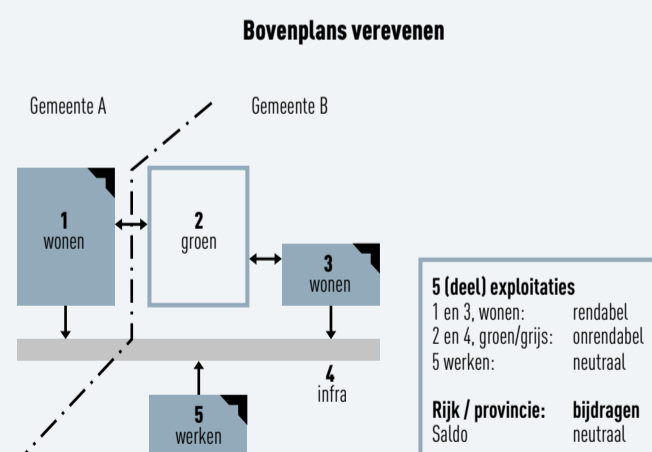 Bovenplans verevenen
Gemeente A
Gemeente B
1
wonen
2
groen
3
wonen
4
infra
5
werken
5 (deel) exploitaties
1 en 3, wonen: rendabel
2 en 4, groen/grijs: onrendabel
5 werken: neutraal
Rijk / provincie: bijdragen
Saldo neutraal